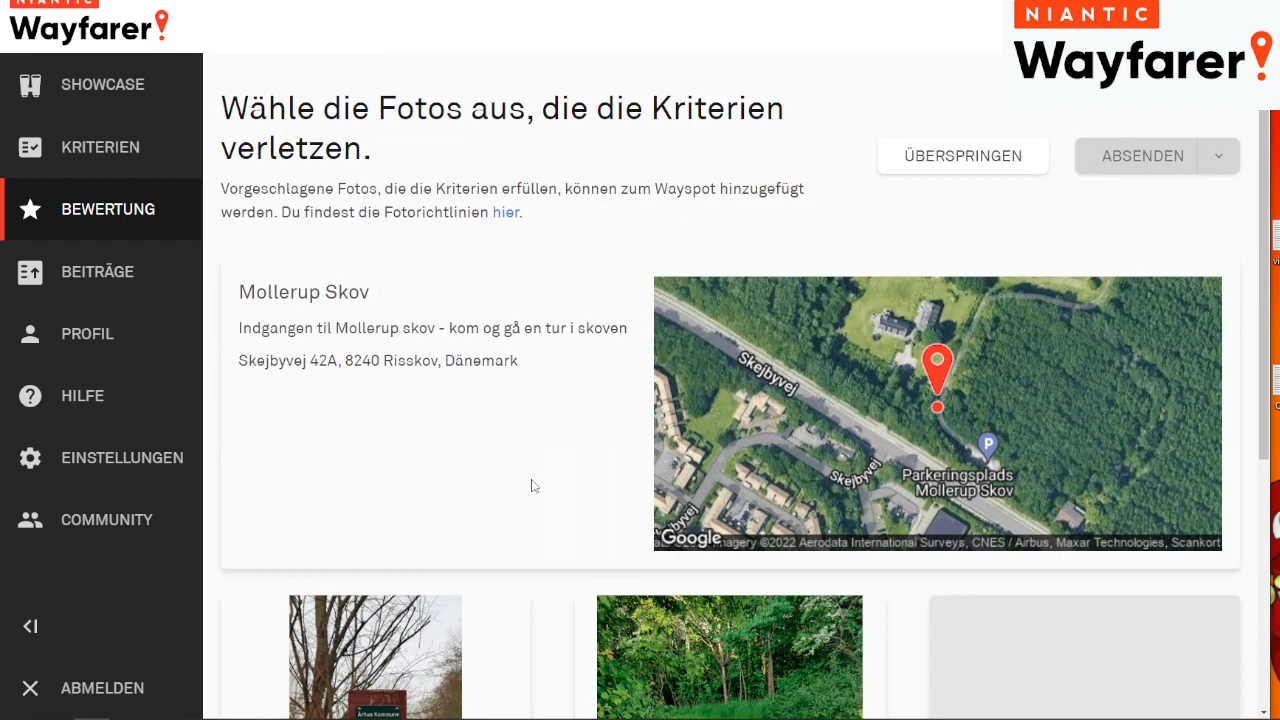 NIANTIC
Wayfarer!
NIANTIC
Wayfarer!
SHOWCASE
KRITERIEN
BEWERTUNG
BEITRÄGE
PROFIL
HILFE
EINSTELLUNGEN
COMMUNITY
ABMELDEN
Wähle die Fotos aus, die die Kriterien
verletzen.
Vorgeschlagene Fotos, die die Kriterien erfüllen, können zum Wayspot hinzugefügt
werden. Du findest die Fotorichtlinien hier.
ÜBERSPRINGEN
ABSENDEN
Mollerup Skov
Indgangen til Mollerup skov - kom og gå en tur i skoven
Skejbyvej 42A, 8240 Risskov, Dänemark
Skejbyvej
P
Parkeringsplads
Mollerup Skov
Skejbyvej
Google
©2022 Aerodata International Surveys, CNES / Airbus, Maxar Technologies, Scankort
Århus Kommune